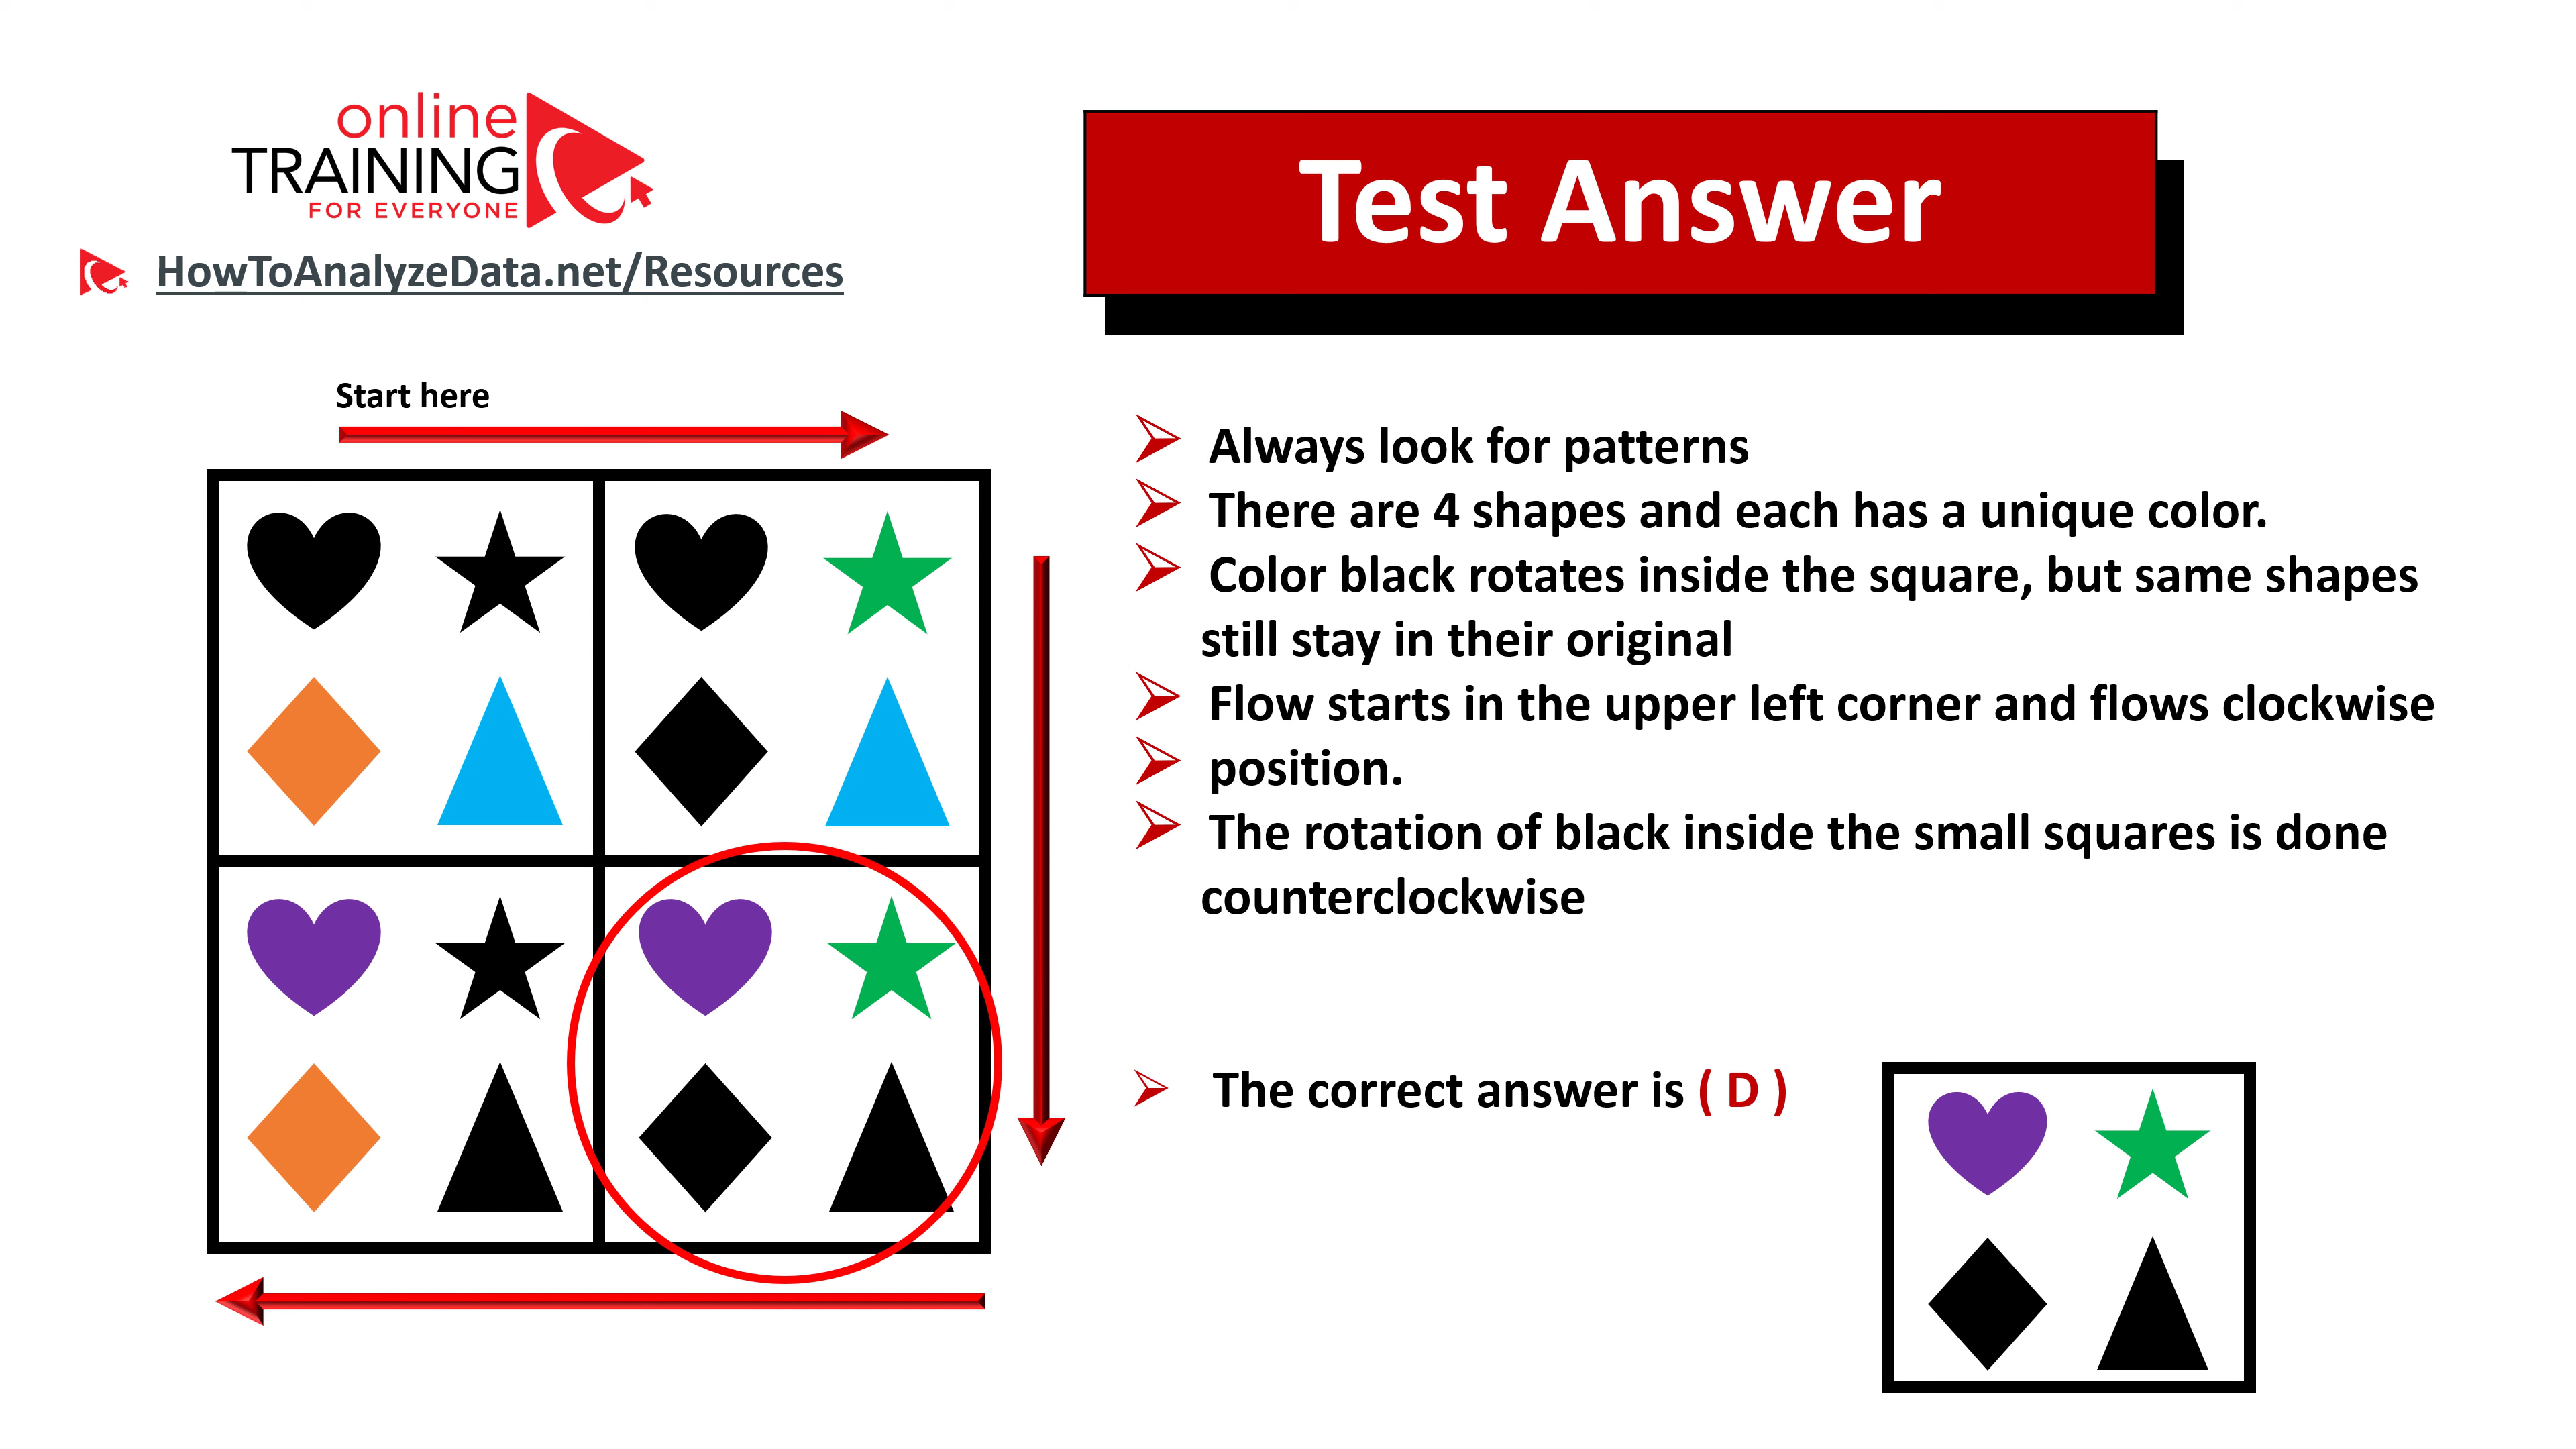 online
TRAINING
FOR EVERYONE
HowToAnalyzeData.net/Resources
Test Answer
Start here
Always look for patterns
There are 4 shapes and each has a unique color.
Color black rotates inside the square, but same shapes
still stay in their original
Flow starts in the upper left corner and flows clockwise
position.
The rotation of black inside the small squares is done
counterclockwise
The correct answer is ( D )